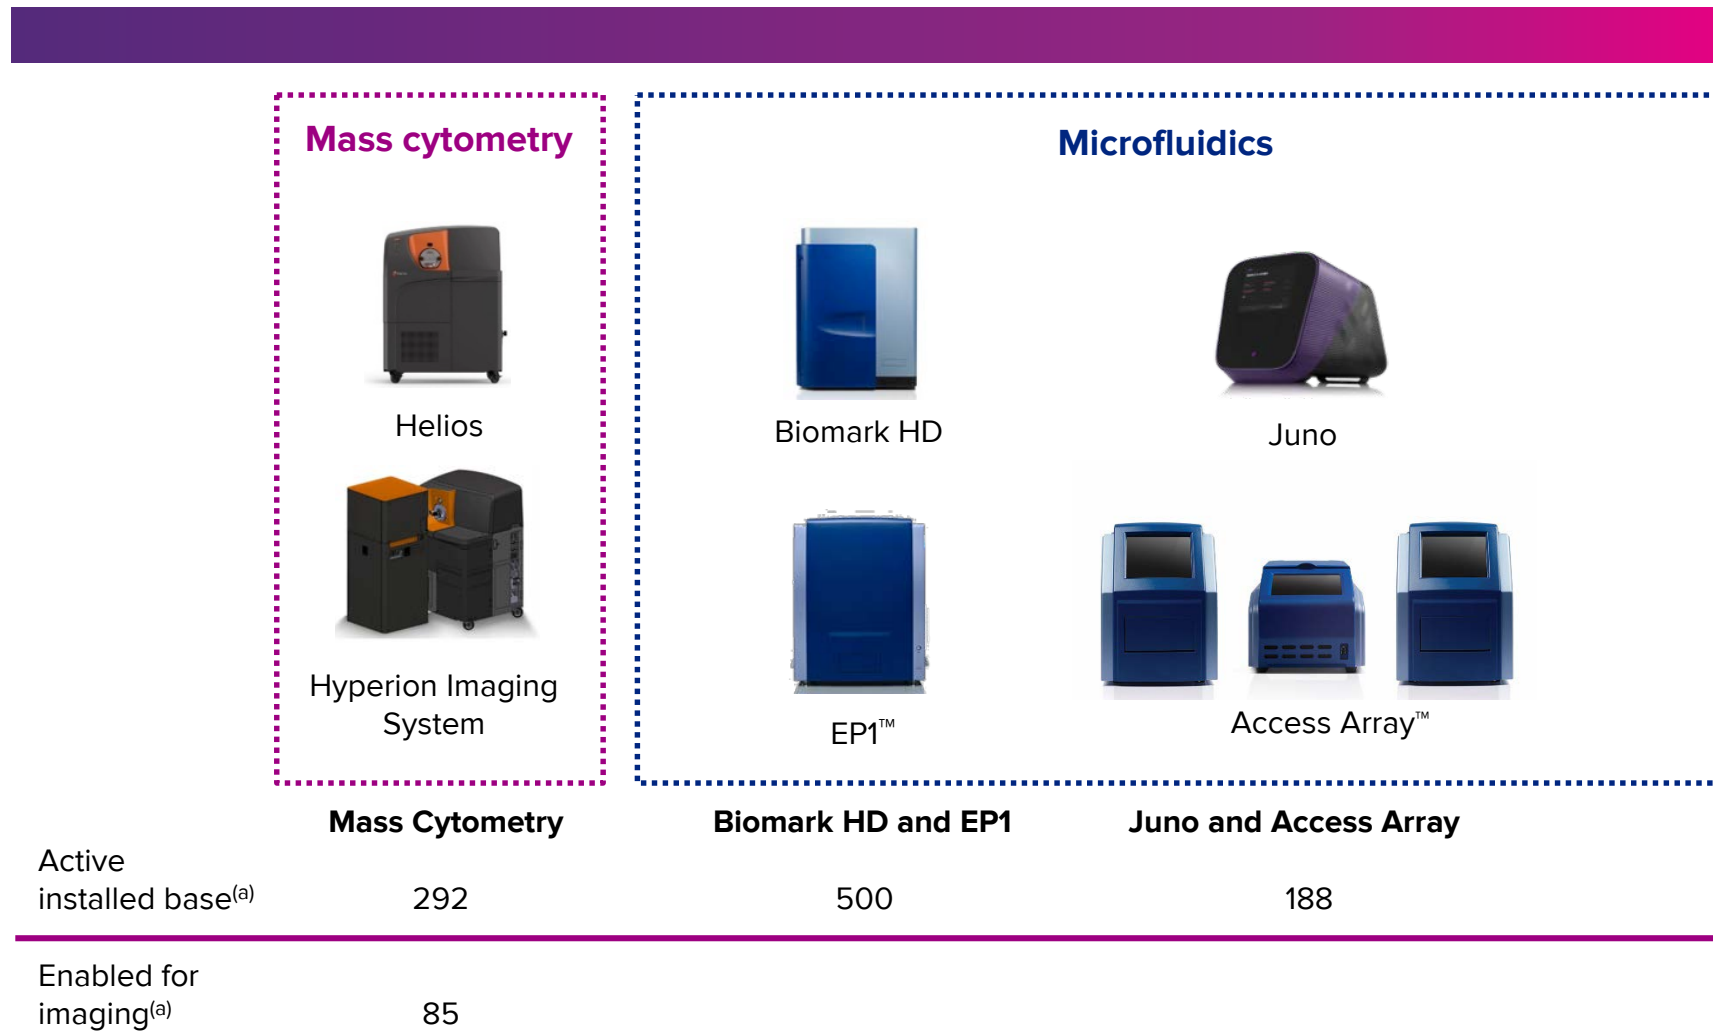 Mass cytometry
Microfluidics
Helios
Biomark HD
Juno
Hyperion Imaging
System
EP1™
Access Array™
Mass Cytometry
Biomark HD and EP1
Juno and Access Array
Active
installed base(a)
292
500
188
Enabled for
imaging(a)
85